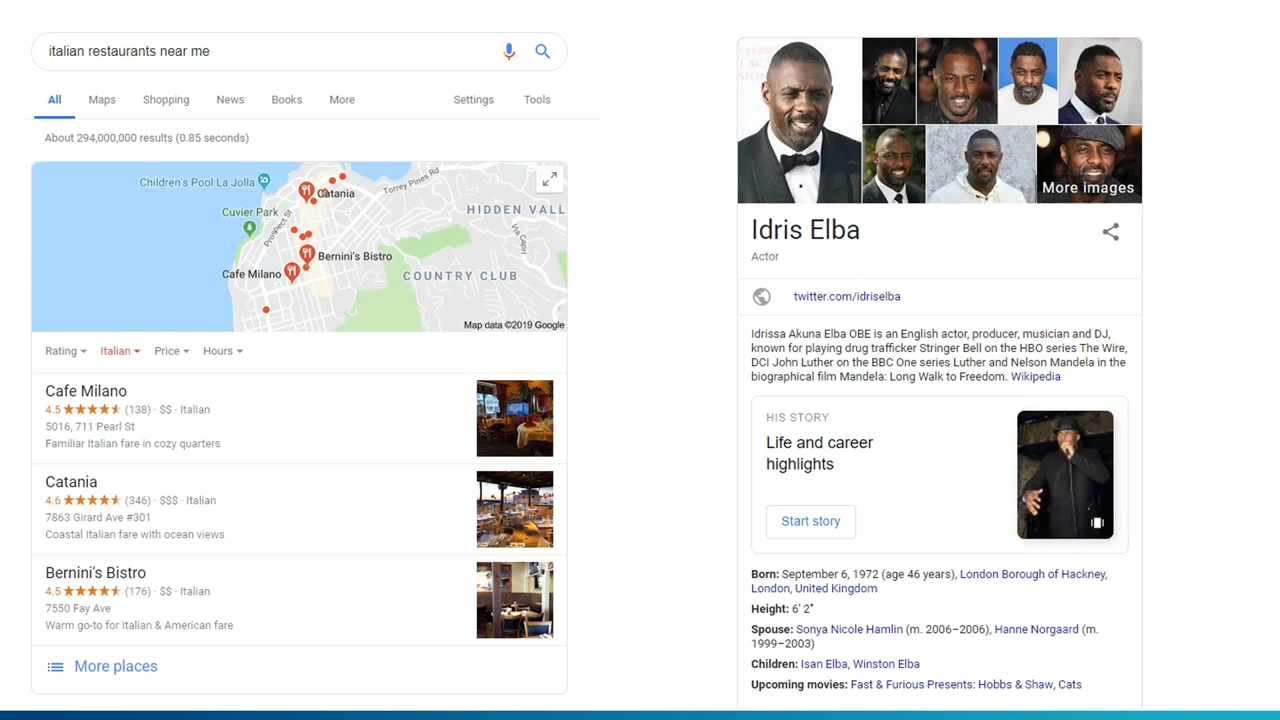 italian restaurants near me
All Maps Shopping News Books More Settings Tools
About 294,000,000 results (0.85 seconds)
Children's Pool La Jolla
Torrey Pines Rd
Catania
HIDDEN VALL
Cuvier Park
Prospect St
Via Capri
Bernini's Bistro
Cafe Milano
COUNTRY CLUB
Map data ©2019 Google
Rating Italian Price Hours
Cafe Milano
4.5 (138) · $$ · Italian
5016, 711 Pearl St
Familiar Italian fare in cozy quarters
Catania
4.6 (346) · $$$ · Italian
7863 Girard Ave #301
Coastal Italian fare with ocean views
Bernini's Bistro
4.5 (176) · $$ · Italian
7550 Fay Ave
Warm go-to for Italian & American fare
More places
More images
Idris Elba
Actor
twitter.com/idriselba
Idrissa Akuna Elba OBE is an English actor, producer, musician and DJ,
known for playing drug trafficker Stringer Bell on the HBO series The Wire,
DCI John Luther on the BBC One series Luther and Nelson Mandela in the
biographical film Mandela: Long Walk to Freedom. Wikipedia
HIS STORY
Life and career
highlights
Start story
Born: September 6, 1972 (age 46 years), London Borough of Hackney,
London, United Kingdom
Height: 6′ 2″
Spouse: Sonya Nicole Hamlin (m. 2006–2006), Hanne Norgaard (m.
1999–2003)
Children: Isan Elba, Winston Elba
Upcoming movies: Fast & Furious Presents: Hobbs & Shaw, Cats